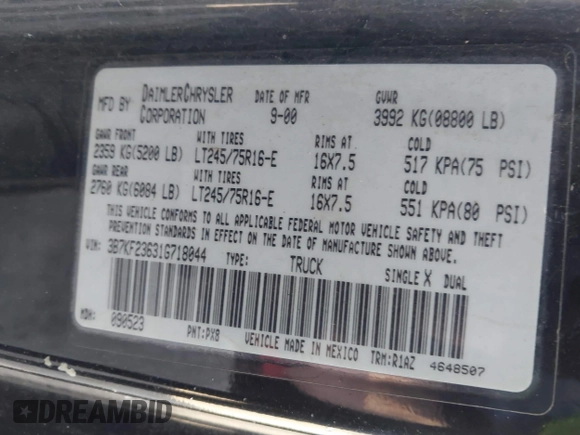 MFD BY DAIMLERCHRYSLER CORPORATION DATE OF MFR 9-00 GVWR 3992 KG(08800 LB)
GAWR FRONT WITH TIRES RIMS AT COLD
2359 KG(5200 LB) LT245/75R16-E 16X7.5 517 KPA(75 PSI)
GAWR REAR WITH TIRES RIMS AT COLD
2760 KG(6084 LB) LT245/75R16-E 16X7.5 551 KPA(80 PSI)
THIS VEHICLE CONFORMS TO ALL APPLICABLE FEDERAL MOTOR VEHICLE SAFETY AND THEFT
PREVENTION STANDARDS IN EFFECT ON THE DATE OF MANUFACTURE SHOWN ABOVE.
VIN: 3B7KF23631G718044 TYPE: TRUCK SINGLE X DUAL
MDH: 090523 PNT:PX8 VEHICLE MADE IN MEXICO TRM:R1AZ 4648507
DREAMBID